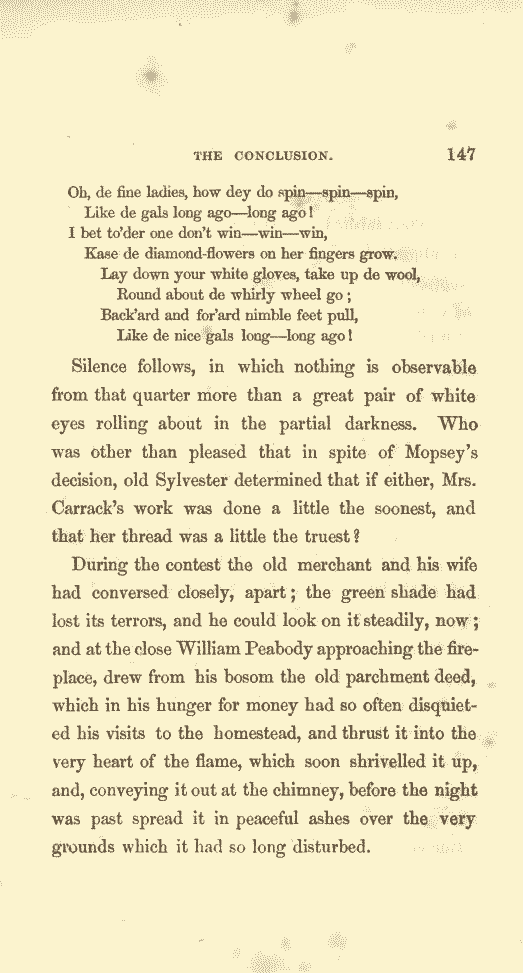 THE CONCLUSION. 147
Oh, de fine ladies, how dey do spin—spin—spin,
Like de gals long ago—long ago!
I bet to'der one don't win—win—win,
Kase de diamond-flowers on her fingers grow.
Lay down your white gloves, take up de wool,
Round about de whirly wheel go;
Back'ard and for'ard nimble feet pull,
Like de nice gals long—long ago!
Silence follows, in which nothing is observable
from that quarter more than a great pair of white
eyes rolling about in the partial darkness. Who
was other than pleased that in spite of Mopsey's
decision, old Sylvester determined that if either, Mrs.
Carrack's work was done a little the soonest, and
that her thread was a little the truest?
During the contest the old merchant and his wife
had conversed closely, apart; the green shade had
lost its terrors, and he could look on it steadily, now;
and at the close William Peabody approaching the fire-
place, drew from his bosom the old parchment deed,
which in his hunger for money had so often disquiet-
ed his visits to the homestead, and thrust it into the
very heart of the flame, which soon shrivelled it up,
and, conveying it out at the chimney, before the night
was past spread it in peaceful ashes over the very
grounds which it had so long disturbed.